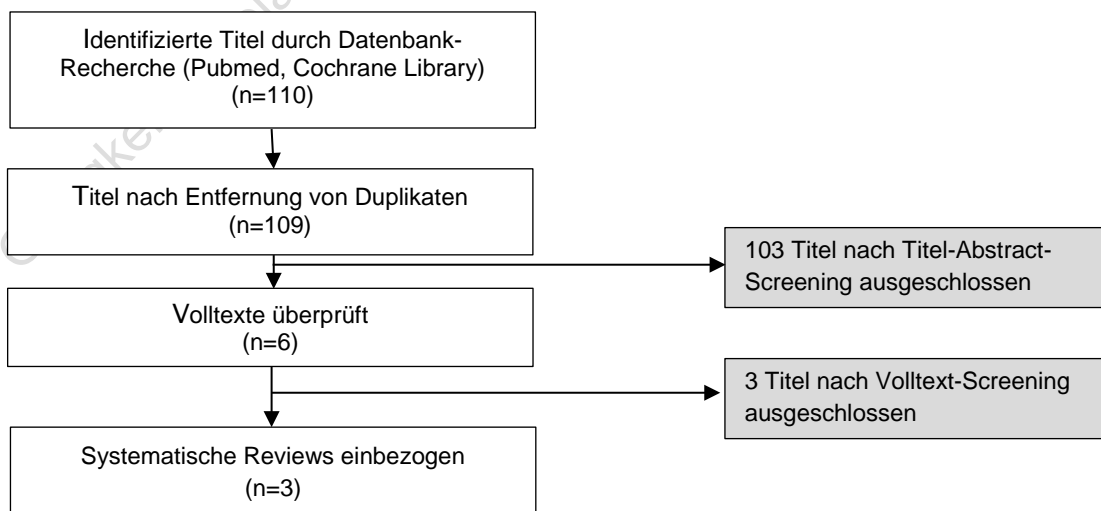 Identifizierte Titel durch Datenbank-
Recherche (Pubmed, Cochrane Library)
(n=110)
Titel nach Entfernung von Duplikaten
(n=109)
103 Titel nach Titel-Abstract-
Screening ausgeschlossen
Volltexte überprüft
(n=6)
3 Titel nach Volltext-Screening
ausgeschlossen
Systematische Reviews einbezogen
(n=3)